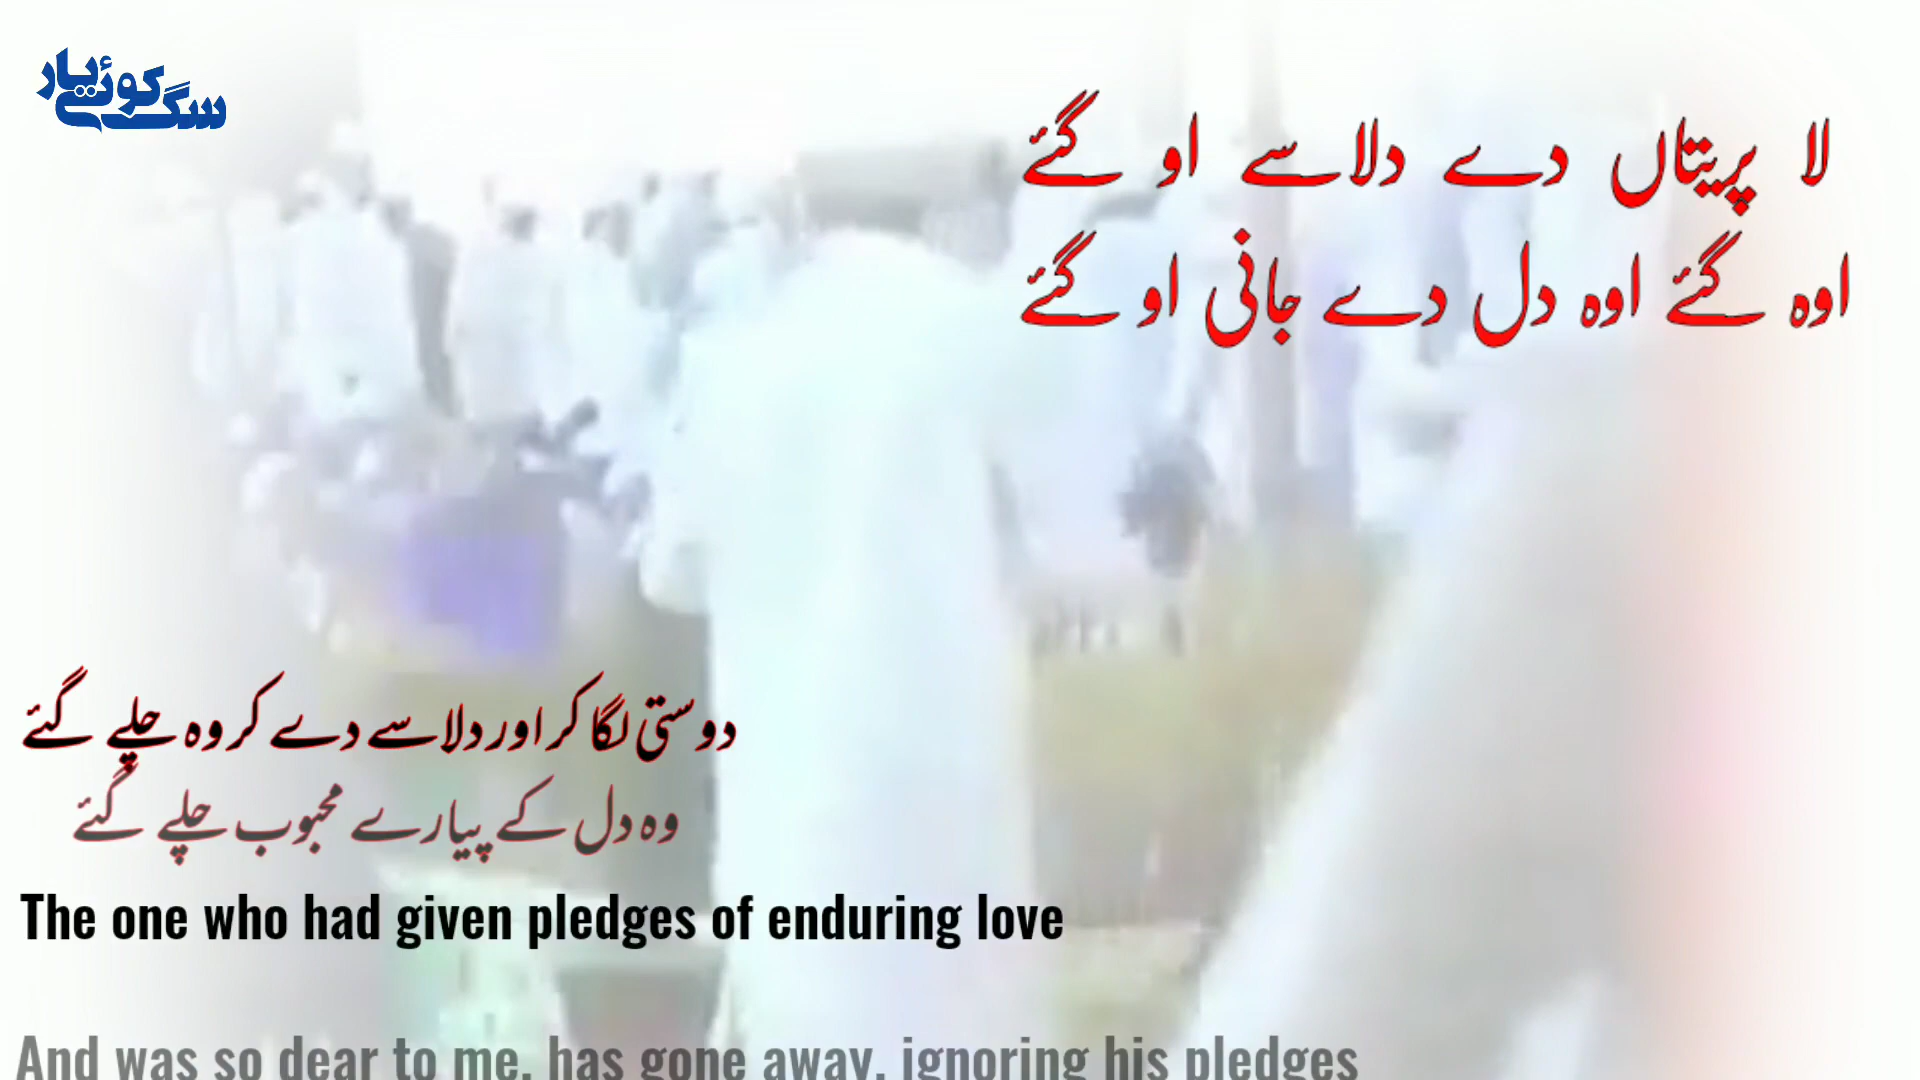 سگ کوئے یار
لا پریتاں دے دلاسے او گئے
اوہ گئے اوہ دل دے جانی او گئے
دوستی لگا کر اور دلاسے دے کر وہ چلے گئے
وہ دل کے پیارے محبوب چلے گئے
The one who had given pledges of enduring love
And was so dear to me, has gone away, ignoring his pledges